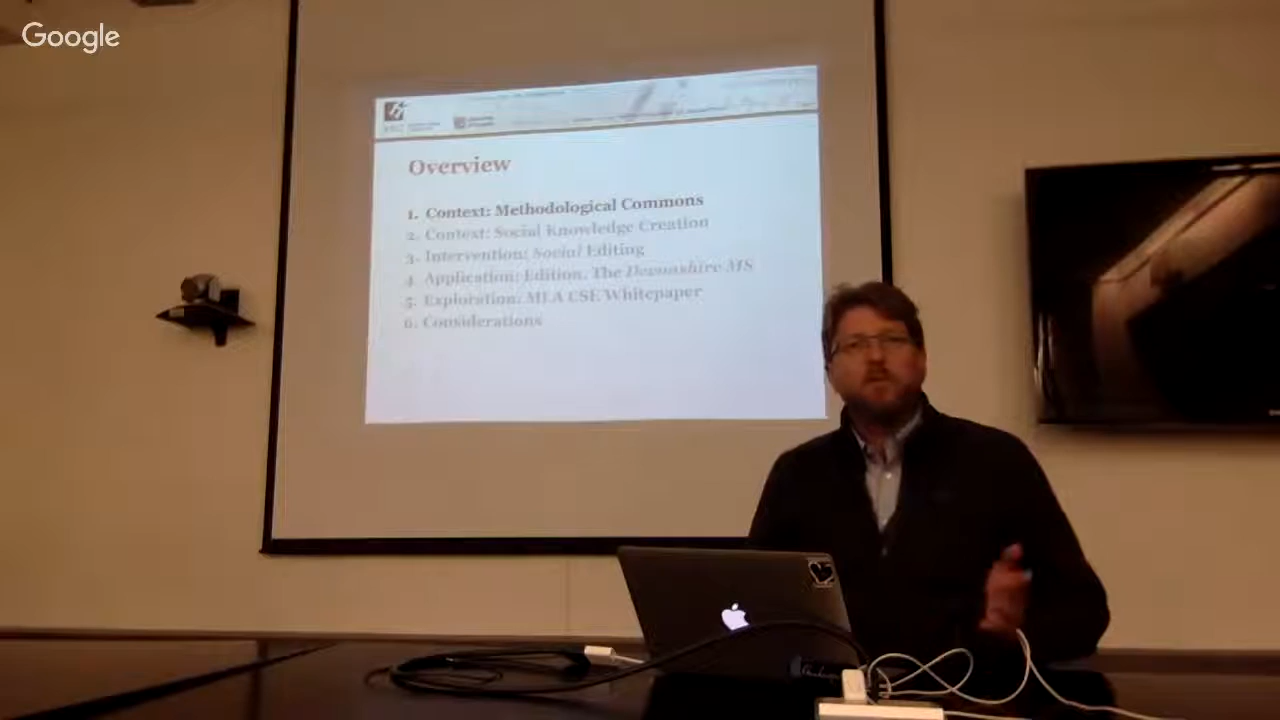 Google
Overview
1. Context: Methodological Commons
2. Context: Social Knowledge Creation
3. Intervention: Social Editing
4. Application: Edition, The Devonshire MS
5. Exploration: MLA CSE Whitepaper
6. Considerations